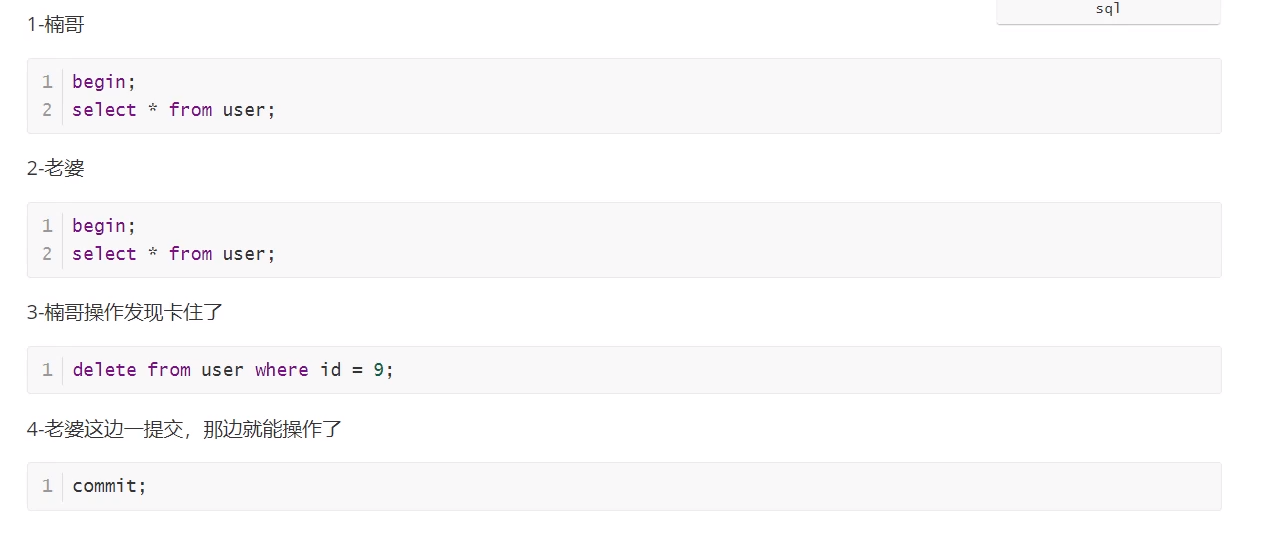 sql
1-楠哥
1 begin;
2 select * from user;
2-老婆
1 begin;
2 select * from user;
3-楠哥操作发现卡住了
1 delete from user where id = 9;
4-老婆这边一提交，那边就能操作了
1 commit;